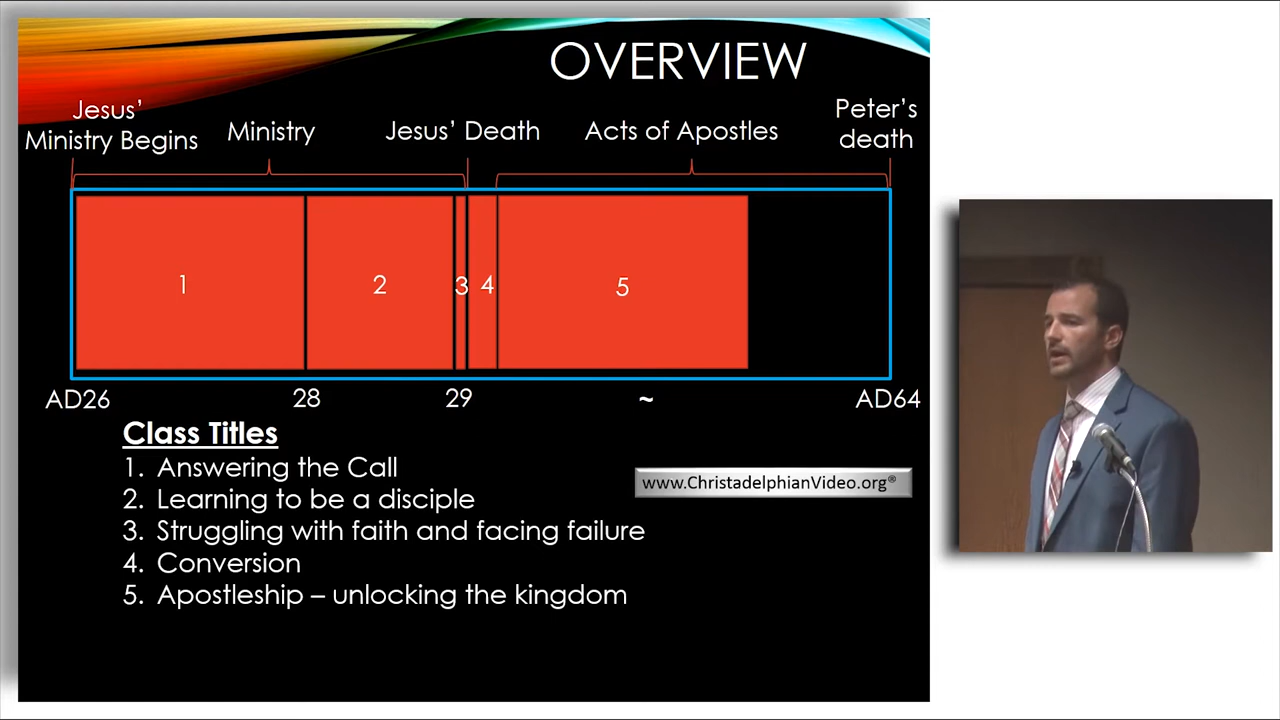 OVERVIEW
Jesus’
Ministry Begins
Ministry
Jesus’ Death
Acts of Apostles
Peter’s
death
1
2
3
4
5
AD26
28
29
~
AD64
Class Titles
1. Answering the Call
2. Learning to be a disciple
3. Struggling with faith and facing failure
4. Conversion
5. Apostleship – unlocking the kingdom
www.ChristadelphianVideo.org®